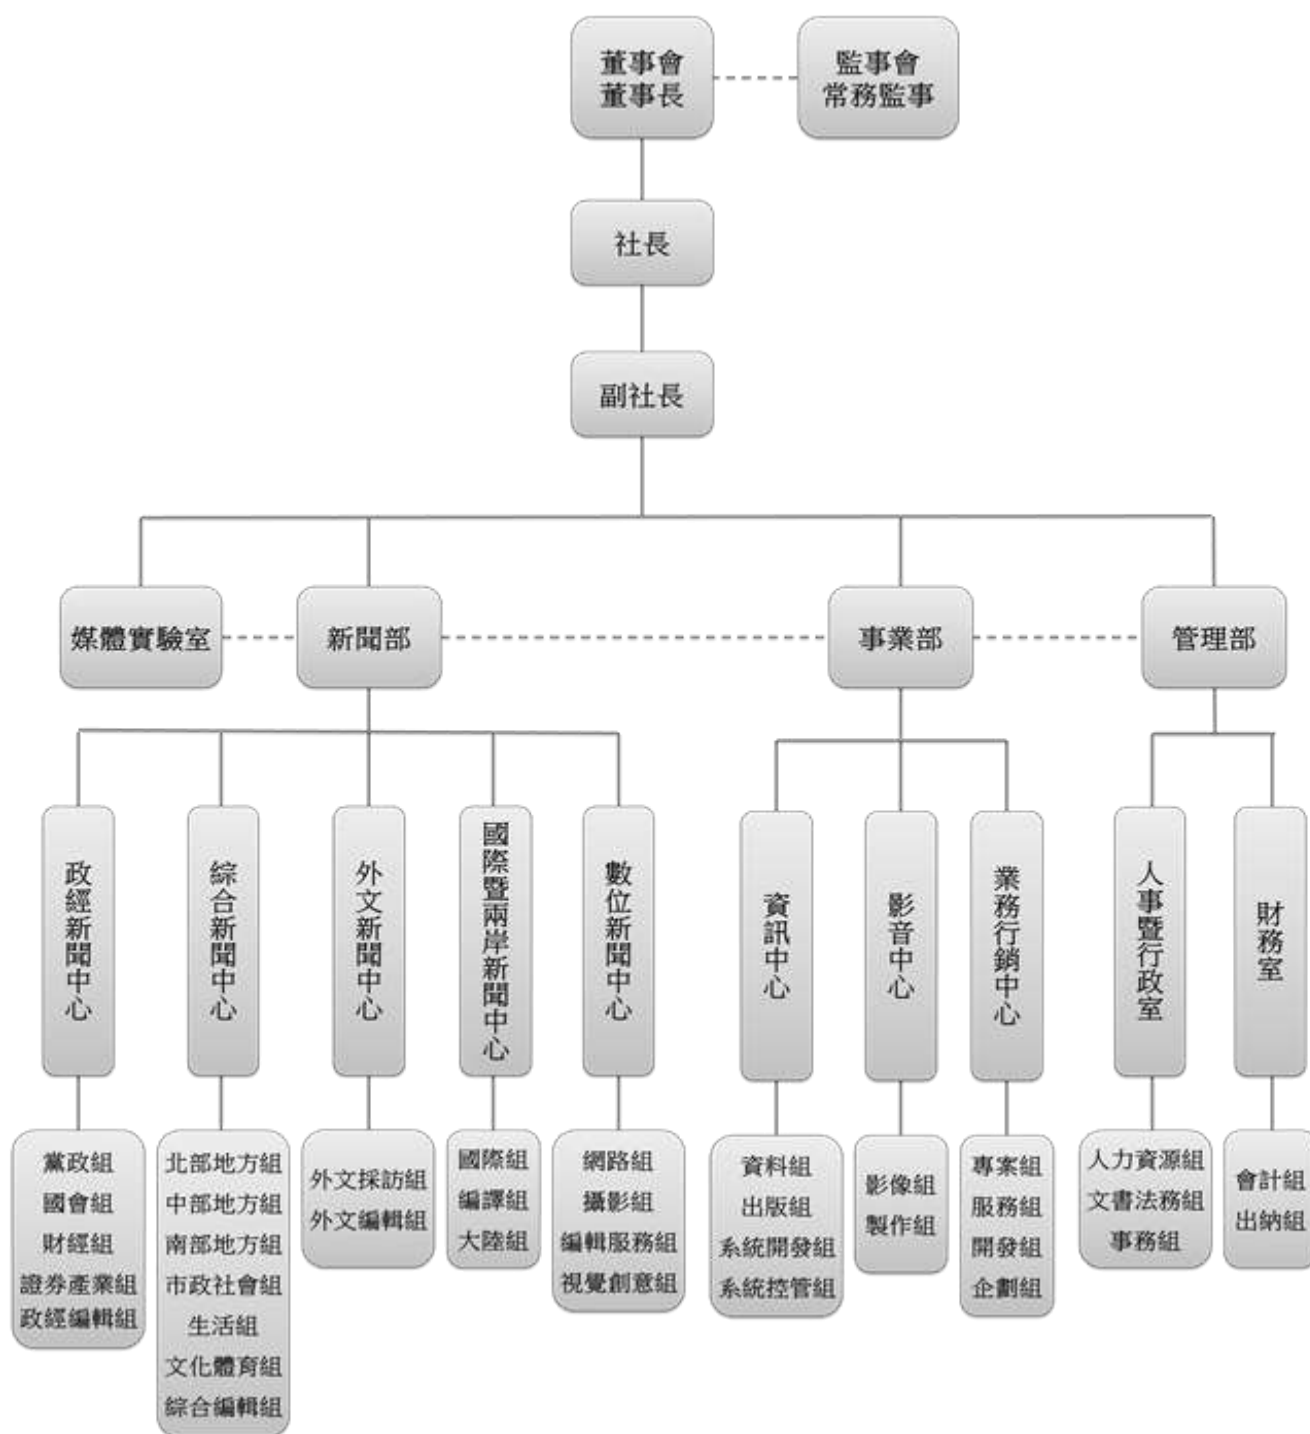 董事會
董事長
監事會
常務監事
社長
副社長
媒體實驗室
新聞部
事業部
管理部
政經新聞中心
綜合新聞中心
外文新聞中心
國際暨兩岸新聞中心
數位新聞中心
資訊中心
影音中心
業務行銷中心
人事暨行政室
財務室
黨政組
國會組
財經組
證券產業組
政經編輯組
北部地方組
中部地方組
南部地方組
市政社會組
生活組
文化體育組
綜合編輯組
外文採訪組
外文編輯組
國際組
編譯組
大陸組
網路組
攝影組
編輯服務組
視覺創意組
資料組
出版組
系統開發組
系統控管組
影像組
製作組
專案組
服務組
開發組
企劃組
人力資源組
文書法務組
事務組
會計組
出納組